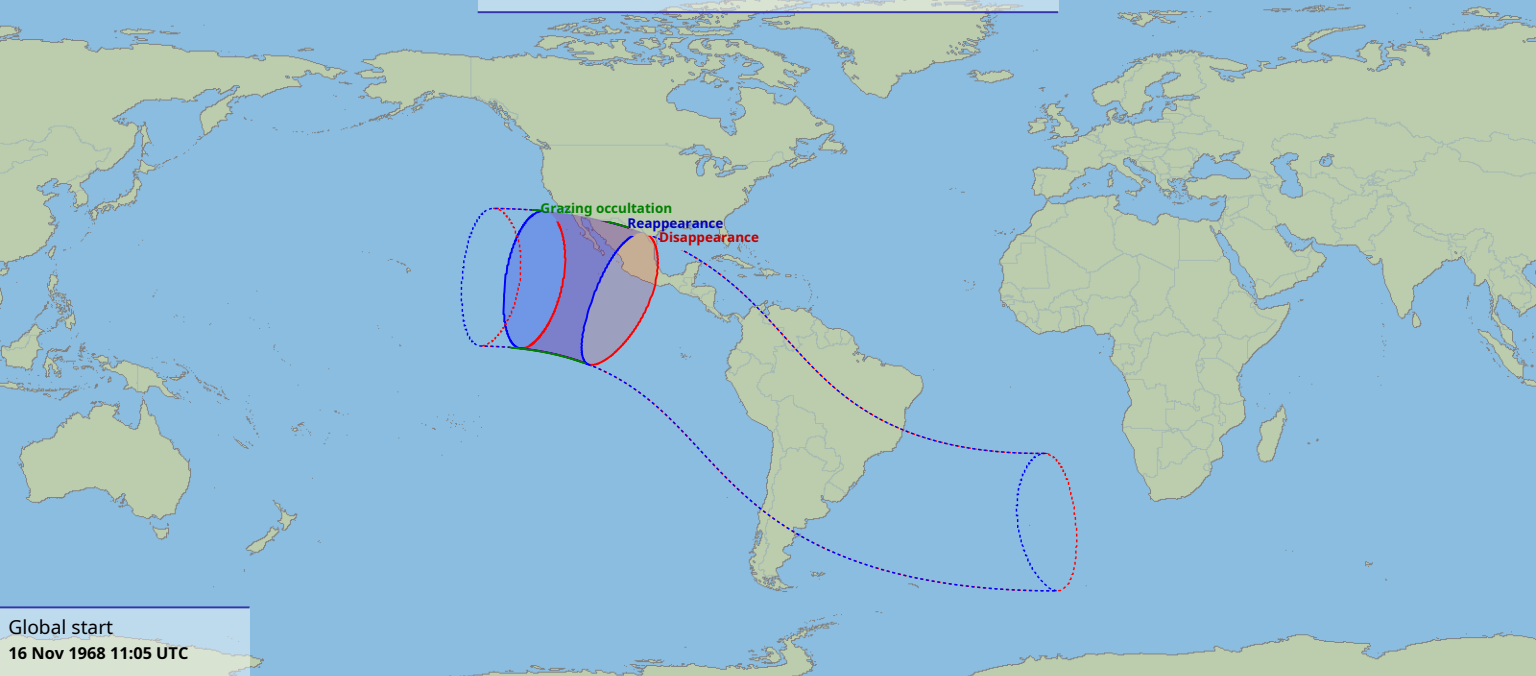 Grazing occultation
Reappearance
Disappearance
Global start
16 Nov 1968 11:05 UTC